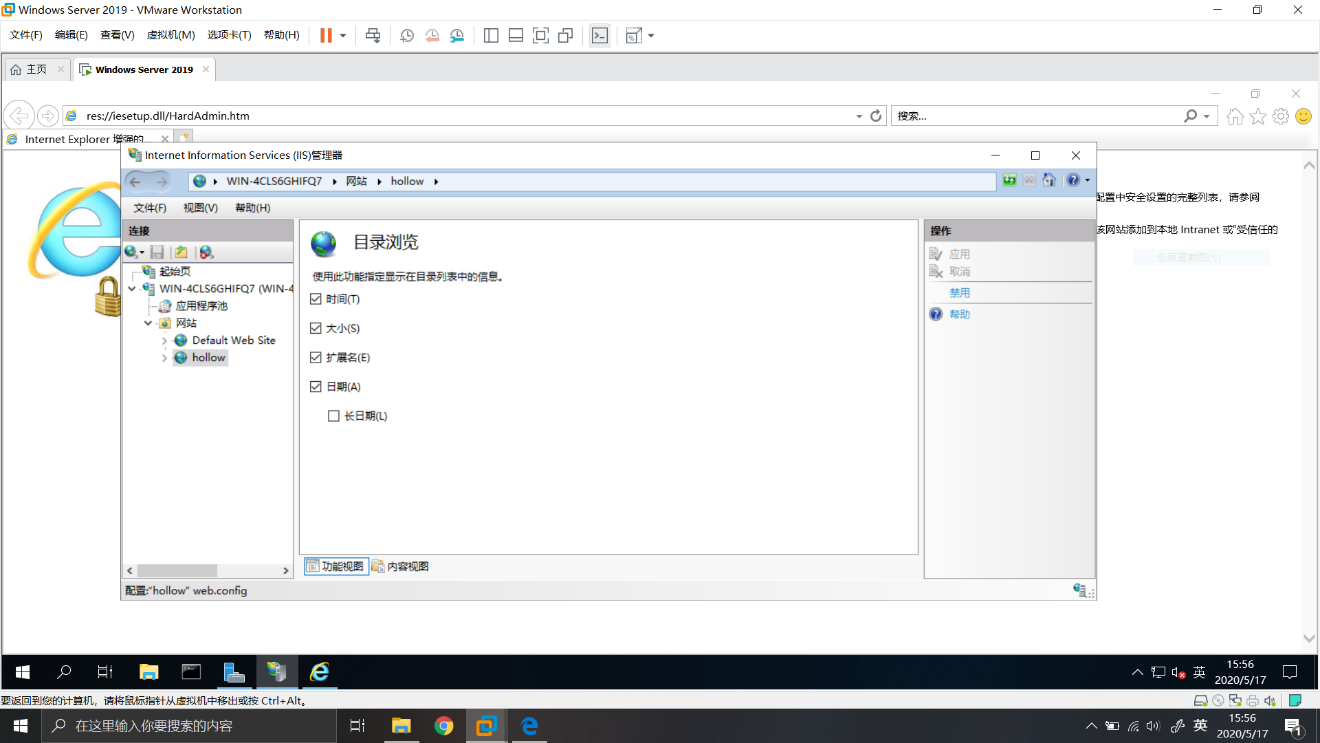 Windows Server 2019 - VMware Workstation
文件(F) 编辑(E) 查看(V) 虚拟机(M) 选项卡(T) 帮助(H)
主页 Windows Server 2019
res://iesetup.dll/HardAdmin.htm 搜索...
Internet Explorer 增强的
Internet Information Services (IIS)管理器
WIN-4CLS6GHIFQ7 网站 hollow
文件(F) 视图(V) 帮助(H)
配置中安全设置的完整列表，请参阅
该网站添加到本地 Intranet 或"受信任的
全屏幕截图(S)
连接
起始页
WIN-4CLS6GHIFQ7 (WIN-4
应用程序池
网站
Default Web Site
hollow
目录浏览
使用此功能指定显示在目录列表中的信息。
时间(T)
大小(S)
扩展名(E)
日期(A)
长日期(L)
操作
应用
取消
禁用
帮助
功能视图 内容视图
配置:"hollow" web.config
英 15:56
2020/5/17
要返回到您的计算机，请将鼠标指针从虚拟机中移出或按 Ctrl+Alt。
在这里输入你要搜索的内容
英 15:56
2020/5/17
1